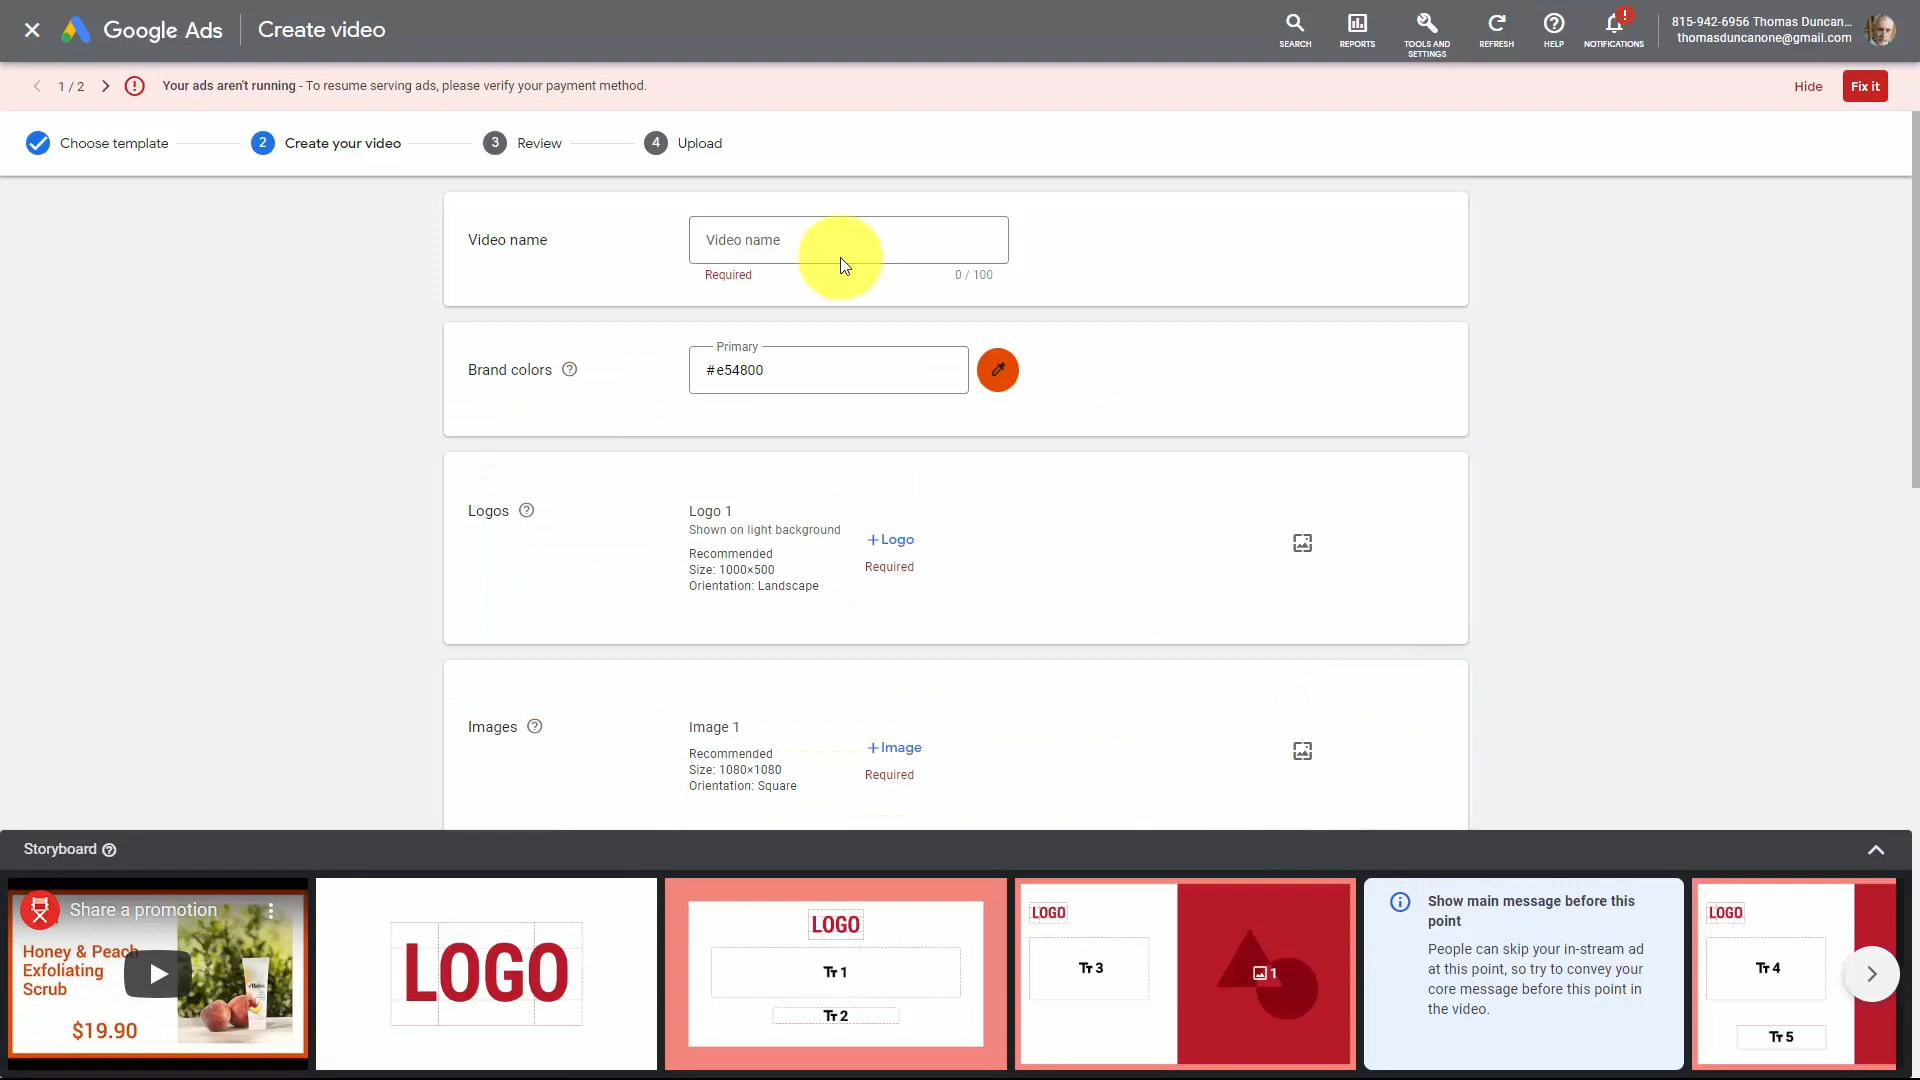 Google Ads
Create video
SEARCH
REPORTS
TOOLS AND
SETTINGS
REFRESH
HELP
NOTIFICATIONS
815-942-6956 Thomas Duncan...
thomasduncanone@gmail.com
1 / 2
Your ads aren't running - To resume serving ads, please verify your payment method.
Hide
Fix it
Choose template
2
Create your video
3
Review
4
Upload
Video name
Video name
Required
0 / 100
Brand colors
Primary
#e54800
Logos
Logo 1
Shown on light background
Recommended
Size: 1000×500
Orientation: Landscape
+Logo
Required
Images
Image 1
Recommended
Size: 1080×1080
Orientation: Square
+Image
Required
Storyboard
Share a promotion
Honey & Peach
Exfoliating
Scrub
$19.90
LOGO
LOGO
Tr 1
Tr 2
LOGO
Tr 3
1
Show main message before this
point
People can skip your in-stream ad
at this point, so try to convey your
core message before this point in
the video.
LOGO
Tr 4
Tr 5